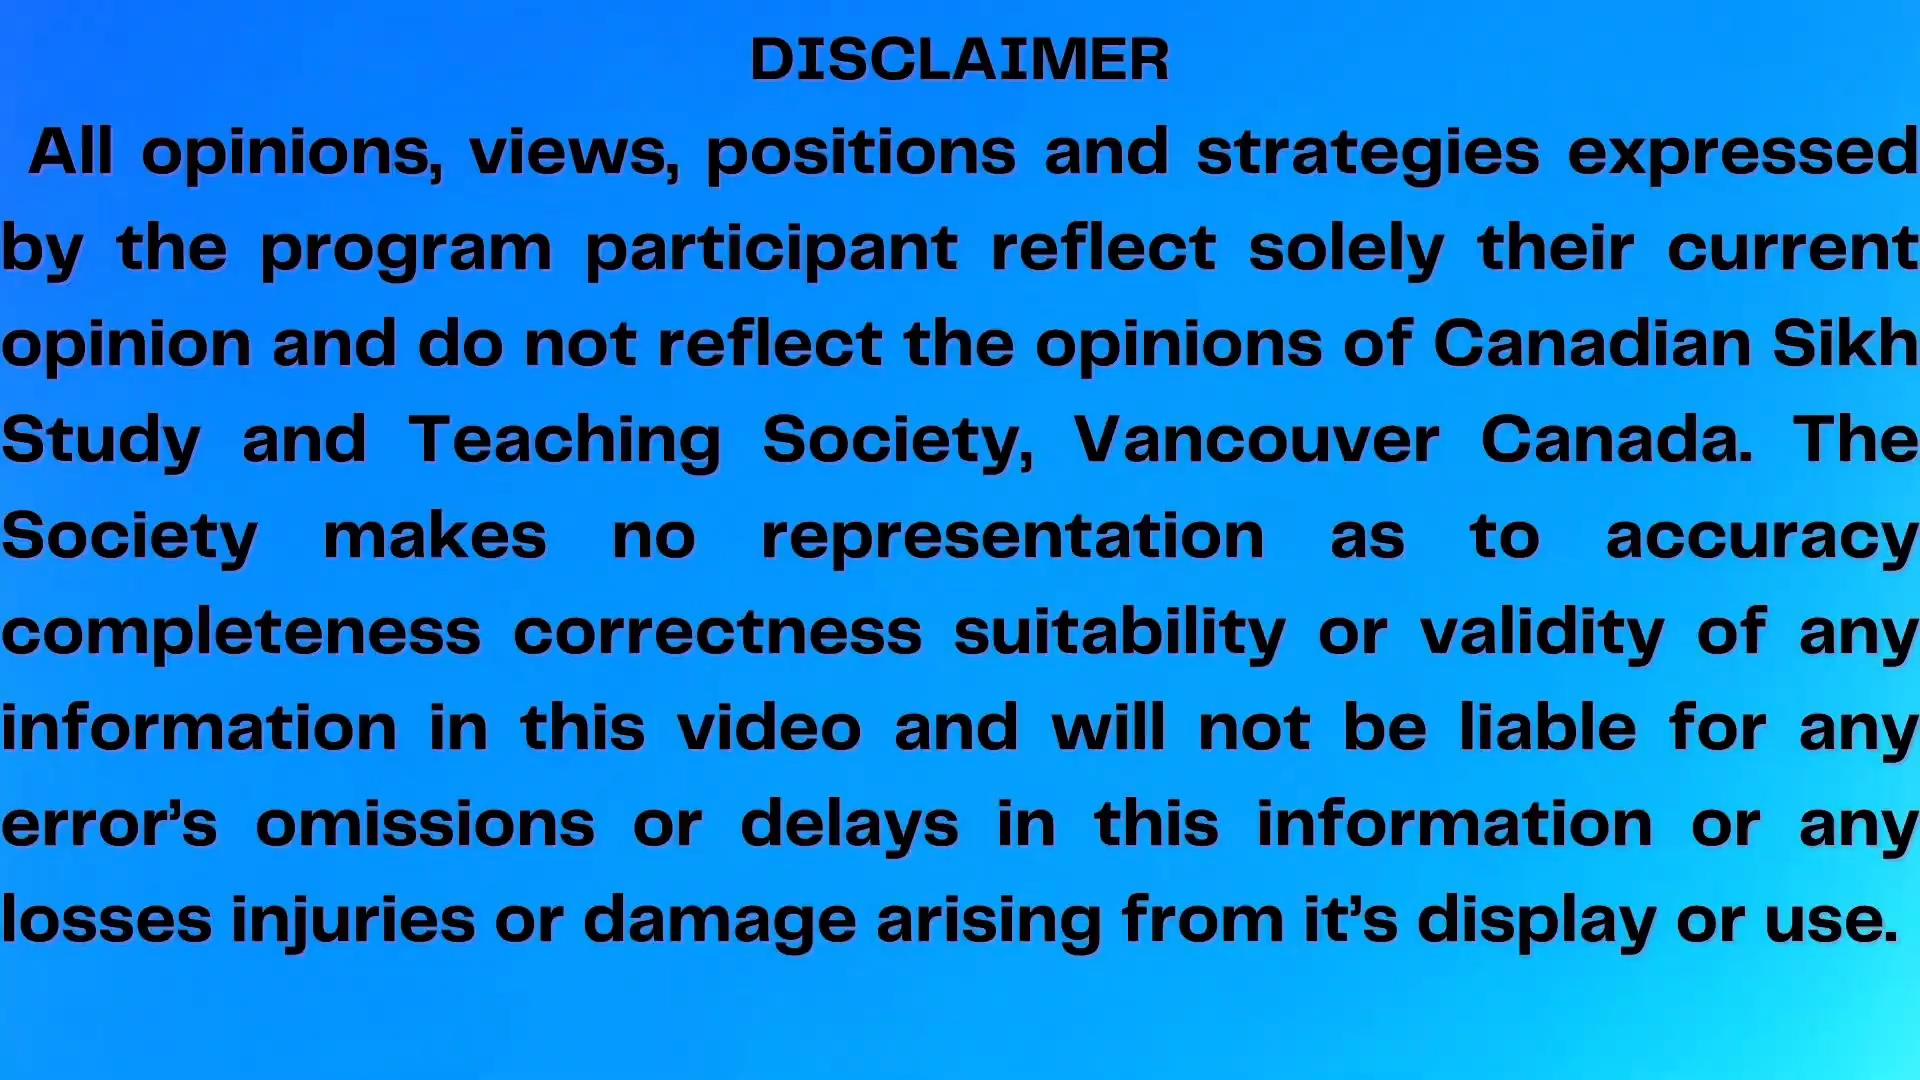 DISCLAIMER
All opinions, views, positions and strategies expressed
by the program participant reflect solely their current
opinion and do not reflect the opinions of Canadian Sikh
Study and Teaching Society, Vancouver Canada. The
Society makes no representation as to accuracy
completeness correctness suitability or validity of any
information in this video and will not be liable for any
error’s omissions or delays in this information or any
losses injuries or damage arising from it’s display or use.